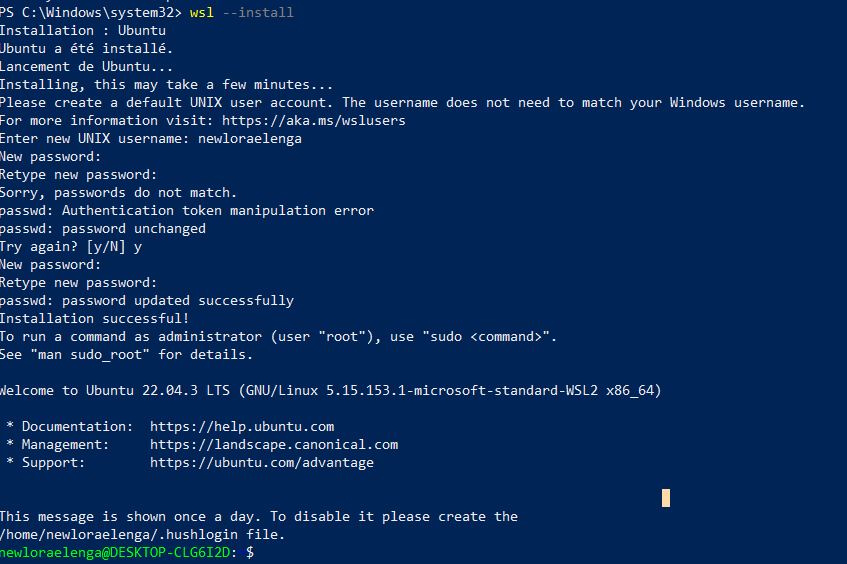 PS C:\Windows\system32> wsl --install
Installation : Ubuntu
Ubuntu a été installé.
Lancement de Ubuntu...
Installing, this may take a few minutes...
Please create a default UNIX user account. The username does not need to match your Windows username.
For more information visit: https://aka.ms/wslusers
Enter new UNIX username: newloraelenga
New password:
Retype new password:
Sorry, passwords do not match.
passwd: Authentication token manipulation error
passwd: password unchanged
Try again? [y/N] y
New password:
Retype new password:
passwd: password updated successfully
Installation successful!
To run a command as administrator (user "root"), use "sudo <command>".
See "man sudo_root" for details.
Welcome to Ubuntu 22.04.3 LTS (GNU/Linux 5.15.153.1-microsoft-standard-WSL2 x86_64)
* Documentation: https://help.ubuntu.com
* Management: https://landscape.canonical.com
* Support: https://ubuntu.com/advantage
This message is shown once a day. To disable it please create the
/home/newloraelenga/.hushlogin file.
newloraelenga@DESKTOP-CLG6I2D: $